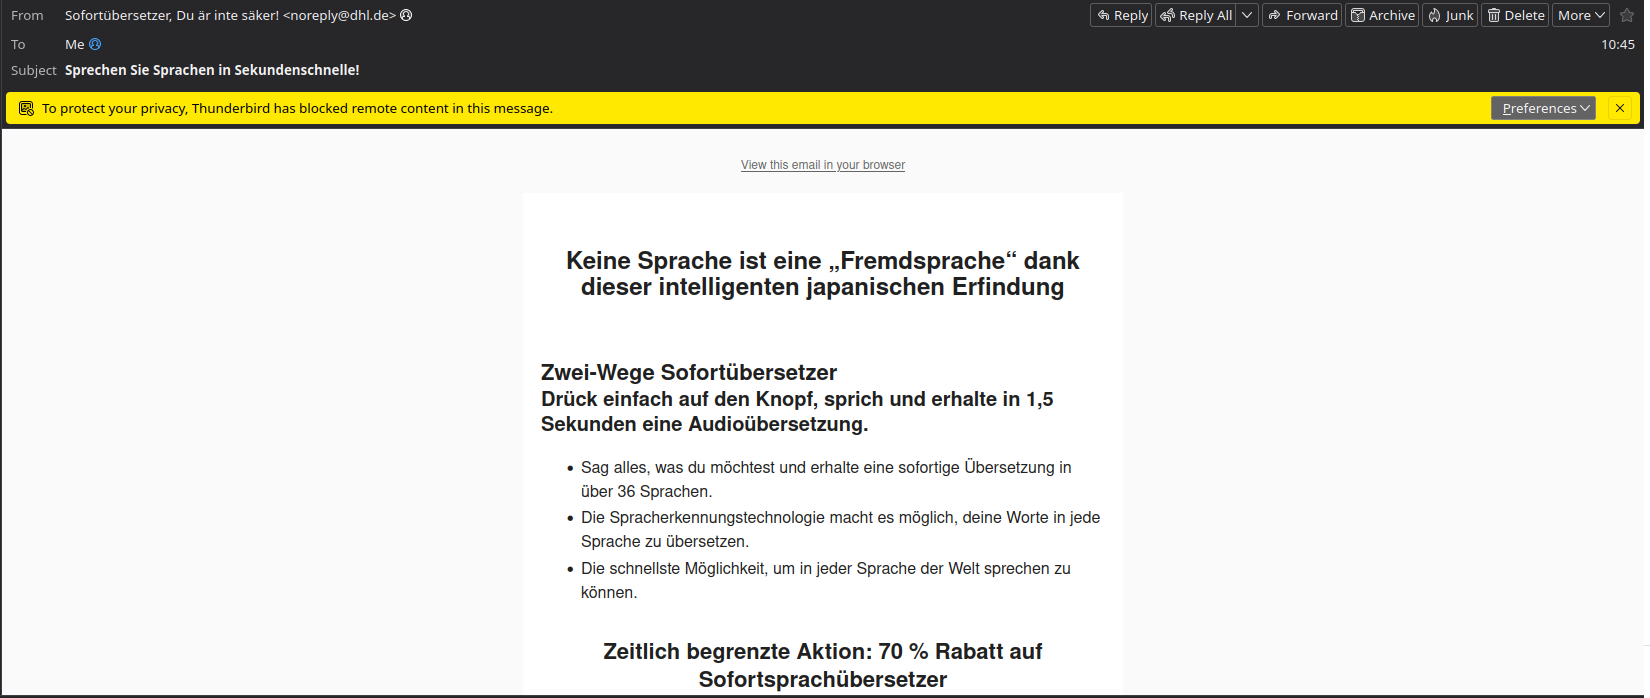 From Sofortübersetzer, Du är inte säker! <noreply@dhl.de> Reply Reply All Forward Archive Junk Delete More
To Me 10:45
Subject Sprechen Sie Sprachen in Sekundenschnelle!
To protect your privacy, Thunderbird has blocked remote content in this message. Preferences
View this email in your browser
Keine Sprache ist eine „Fremdsprache“ dank
dieser intelligenten japanischen Erfindung
Zwei-Wege Sofortübersetzer
Drück einfach auf den Knopf, sprich und erhalte in 1,5
Sekunden eine Audioübersetzung.
• Sag alles, was du möchtest und erhalte eine sofortige Übersetzung in
über 36 Sprachen.
• Die Spracherkennungstechnologie macht es möglich, deine Worte in jede
Sprache zu übersetzen.
• Die schnellste Möglichkeit, um in jeder Sprache der Welt sprechen zu
können.
Zeitlich begrenzte Aktion: 70 % Rabatt auf
Sofortsprachübersetzer